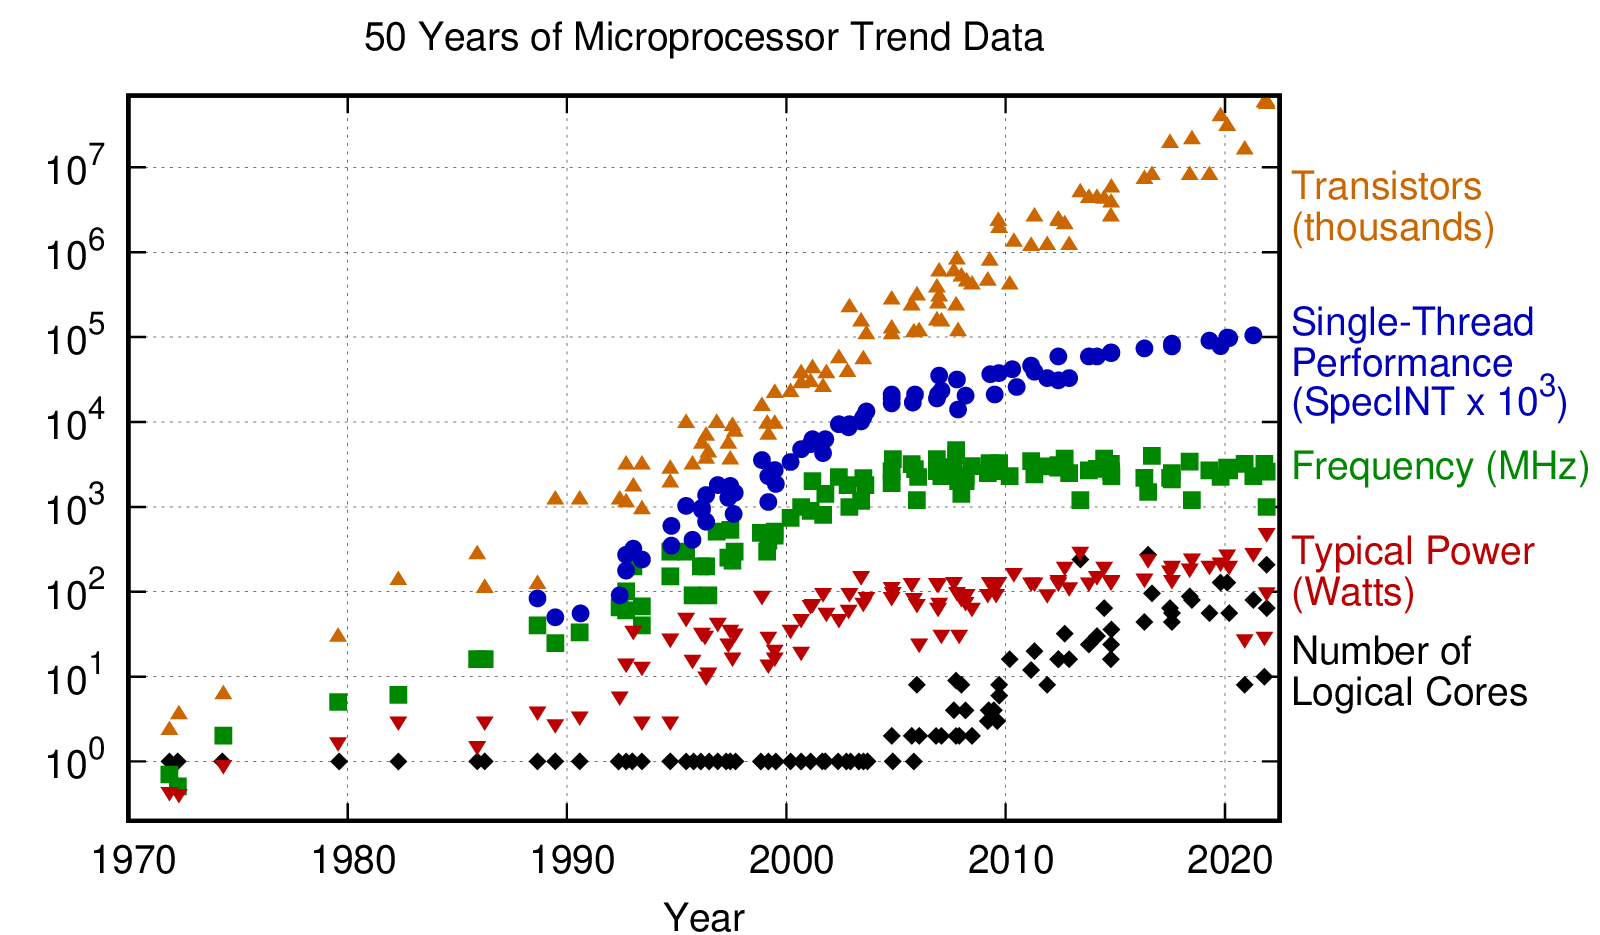 50 Years of Microprocessor Trend Data
10^7
10^6
10^5
10^4
10^3
10^2
10^1
10^0
Transistors
(thousands)
Single-Thread
Performance
(SpecINT x 10^3)
Frequency (MHz)
Typical Power
(Watts)
Number of
Logical Cores
1970 1980 1990 2000 2010 2020
Year